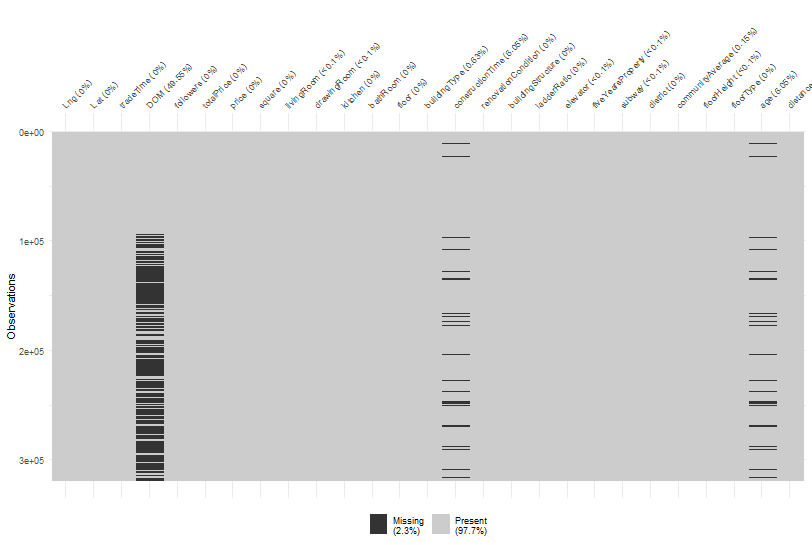 Lng (0%)
Lat (0%)
tradeTime (0%)
DOM (49.55%)
followers (0%)
totalPrice (0%)
price (0%)
square (0%)
livingRoom (<0.1%)
drawingRoom (<0.1%)
kitchen (0%)
bathRoom (0%)
floor (0%)
buildingType (0.63%)
constructionTime (6.05%)
renovationCondition (0%)
buildingStructure (0%)
ladderRatio (0%)
elevator (<0.1%)
fiveYearsProperty (<0.1%)
subway (<0.1%)
district (0%)
communityAverage (0.15%)
floorHeight (<0.1%)
floorType (0%)
age (6.05%)
distance
0e+00
1e+05
2e+05
3e+05
Observations
Missing
(2.3%)
Present
(97.7%)